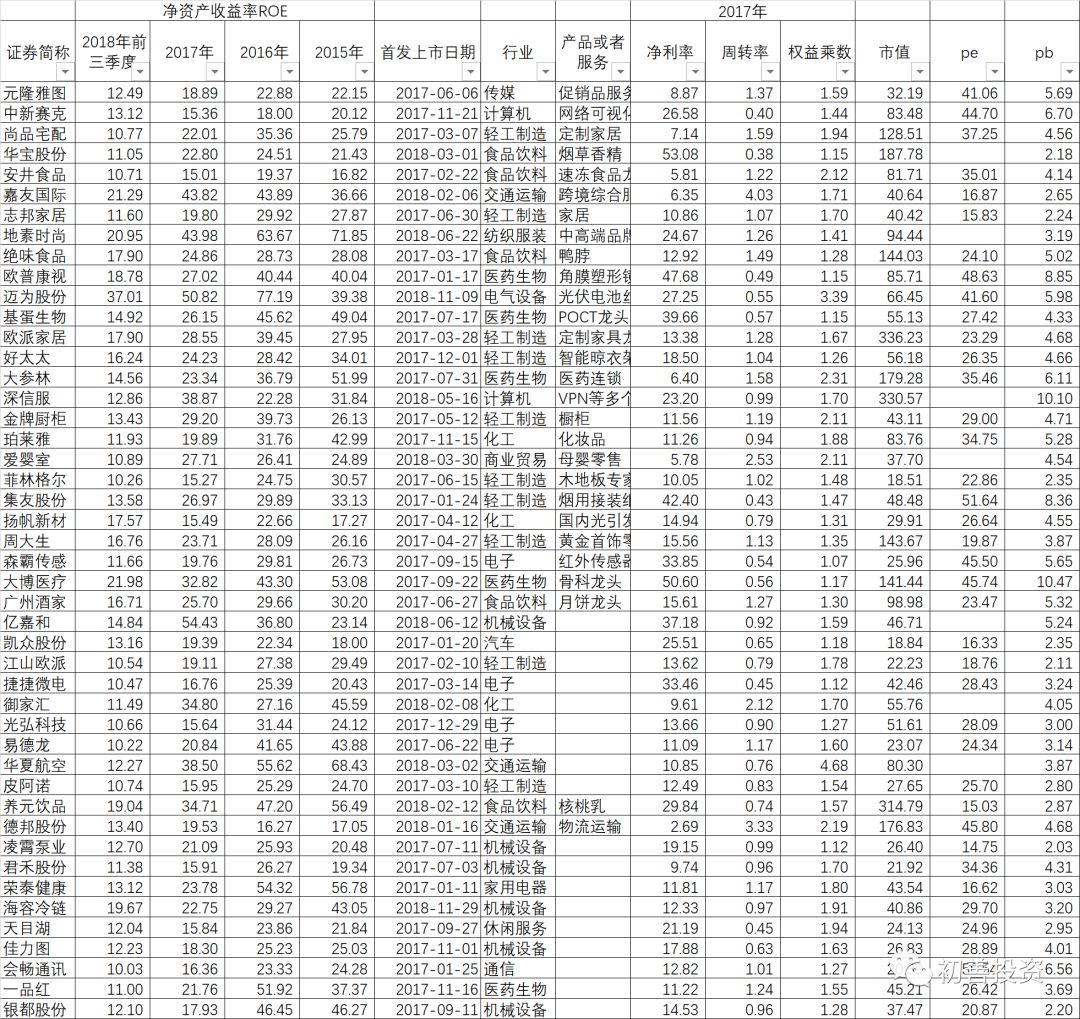 净资产收益率ROE 2017年
证券简称 2018年前三季度 2017年 2016年 2015年 首发上市日期 行业 产品或者服务 净利率 周转率 权益乘数 市值 pe pb
元隆雅图 12.49 18.89 22.88 22.15 2017-06-06 传媒 促销品服务 8.87 1.37 1.59 32.19 41.06 5.69
中新赛克 13.12 15.36 18.00 20.12 2017-11-21 计算机 网络可视化 26.58 0.40 1.44 83.48 44.70 6.70
尚品宅配 10.77 22.01 35.36 25.79 2017-03-07 轻工制造 定制家居 7.14 1.59 1.94 128.51 37.25 4.56
华宝股份 11.05 22.80 24.51 21.43 2018-03-01 食品饮料 烟草香精 53.08 0.38 1.15 187.78 2.18
安井食品 10.71 15.01 19.37 16.82 2017-02-22 食品饮料 速冻食品 5.81 1.22 2.12 81.71 35.01 4.14
嘉友国际 21.29 43.82 43.89 36.66 2018-02-06 交通运输 跨境综合 6.35 4.03 1.71 40.64 16.87 2.65
志邦家居 11.60 19.80 29.92 27.87 2017-06-30 轻工制造 家居 10.86 1.07 1.70 40.42 15.83 2.24
地素时尚 20.95 43.98 63.67 71.85 2018-06-22 纺织服装 中高端品牌 24.67 1.26 1.41 94.44 3.19
绝味食品 17.90 24.86 28.73 28.08 2017-03-17 食品饮料 鸭脖 12.92 1.49 1.28 144.03 24.10 5.02
欧普康视 18.78 27.02 40.44 40.04 2017-01-17 医药生物 角膜塑形镜 47.68 0.49 1.15 85.71 48.63 8.85
迈为股份 37.01 50.82 77.19 39.38 2018-11-09 电气设备 光伏电池丝 27.25 0.55 3.39 66.45 41.60 5.98
基蛋生物 14.92 26.15 45.62 49.04 2017-07-17 医药生物 POCT龙头 39.66 0.57 1.15 55.13 27.42 4.33
欧派家居 17.90 28.55 39.45 27.95 2017-03-28 轻工制造 定制家具 13.38 1.28 1.67 336.23 23.29 4.68
好太太 16.24 24.23 28.42 34.01 2017-12-01 轻工制造 智能晾衣架 18.50 1.04 1.26 56.18 26.35 4.66
大参林 14.56 23.34 36.79 51.99 2017-07-31 医药生物 医药连锁 6.40 1.58 2.31 179.28 35.46 6.11
深信服 12.86 38.87 22.28 31.84 2018-05-16 计算机 VPN等多个 23.20 0.99 1.70 330.57 10.10
金牌厨柜 13.43 29.20 39.73 26.13 2017-05-12 轻工制造 橱柜 11.56 1.19 2.11 43.11 29.00 4.71
珀莱雅 11.93 19.89 31.76 42.99 2017-11-15 化工 化妆品 11.26 0.94 1.88 83.76 34.75 5.28
爱婴室 10.89 27.71 26.41 24.89 2018-03-30 商业贸易 母婴零售 5.78 2.53 2.11 37.70 4.54
菲林格尔 10.26 15.27 24.75 30.57 2017-06-15 轻工制造 木地板专家 10.05 1.02 1.48 18.51 22.86 2.35
集友股份 13.58 26.97 29.89 33.13 2017-01-24 轻工制造 烟用接装纸 42.40 0.43 1.47 48.48 51.64 8.36
扬帆新材 17.57 15.49 22.66 17.27 2017-04-12 化工 国内光引发 14.94 0.79 1.31 29.91 26.64 4.55
周大生 16.76 23.71 28.09 26.16 2017-04-27 轻工制造 黄金首饰零 15.56 1.13 1.35 143.67 19.87 3.87
森霸传感 11.66 19.76 29.81 26.73 2017-09-15 电子 红外传感器 33.85 0.54 1.07 25.96 45.50 5.65
大博医疗 21.98 32.82 43.30 53.08 2017-09-22 医药生物 骨科龙头 50.60 0.56 1.17 141.44 45.74 10.47
广州酒家 16.71 25.70 29.66 30.20 2017-06-27 食品饮料 月饼龙头 15.61 1.27 1.30 98.98 23.47 5.32
亿嘉和 14.84 54.43 36.80 23.14 2018-06-12 机械设备 37.18 0.92 1.59 46.71 5.24
凯众股份 13.16 19.39 22.34 18.00 2017-01-20 汽车 25.51 0.65 1.18 18.84 16.33 2.35
江山欧派 10.54 19.11 27.38 29.49 2017-02-10 轻工制造 13.62 0.79 1.78 22.23 18.76 2.11
捷捷微电 10.47 16.76 25.39 20.43 2017-03-14 电子 33.46 0.45 1.12 42.46 28.43 3.24
御家汇 11.49 34.80 27.16 45.59 2018-02-08 化工 9.61 2.12 1.70 55.76 4.05
光弘科技 10.66 15.64 31.44 24.12 2017-12-29 电子 13.66 0.90 1.27 51.61 28.09 3.00
易德龙 10.22 20.84 41.65 43.88 2017-06-22 电子 11.09 1.17 1.60 23.07 24.34 3.14
华夏航空 12.27 38.50 55.62 68.43 2018-03-02 交通运输 10.85 0.76 4.68 80.30 3.87
皮阿诺 10.74 15.95 25.29 24.70 2017-03-10 轻工制造 12.49 0.83 1.54 27.65 25.70 2.80
养元饮品 19.04 34.71 47.20 56.49 2018-02-12 食品饮料 核桃乳 29.84 0.74 1.57 314.79 15.03 2.87
德邦股份 13.40 19.53 16.27 17.05 2018-01-16 交通运输 物流运输 2.69 3.33 2.19 176.83 45.80 4.68
凌霄泵业 12.70 21.09 25.93 20.48 2017-07-11 机械设备 19.15 0.99 1.12 26.40 14.75 2.03
君禾股份 11.38 15.91 26.27 19.34 2017-07-03 机械设备 9.74 0.96 1.70 21.92 34.36 4.31
荣泰健康 13.12 23.78 54.32 56.78 2017-01-11 家用电器 11.81 1.17 1.80 43.54 16.62 3.03
海容冷链 19.67 22.75 29.27 43.05 2018-11-29 机械设备 12.33 0.97 1.91 40.86 29.70 3.20
天目湖 12.04 15.84 23.86 21.84 2017-09-27 休闲服务 21.19 0.45 1.94 24.13 24.96 2.95
佳力图 12.23 18.30 25.23 25.03 2017-11-01 机械设备 17.88 0.63 1.63 26.83 28.89 4.01
会畅通讯 10.03 16.36 23.33 24.28 2017-01-25 通信 12.82 1.01 1.27 6.56
一品红 11.00 21.76 51.92 37.37 2017-11-16 医药生物 11.22 1.24 1.55 45.21 26.42 3.69
银都股份 12.10 17.93 46.45 46.27 2017-09-11 机械设备 14.53 0.96 1.28 37.47 20.87 2.20
初善投资